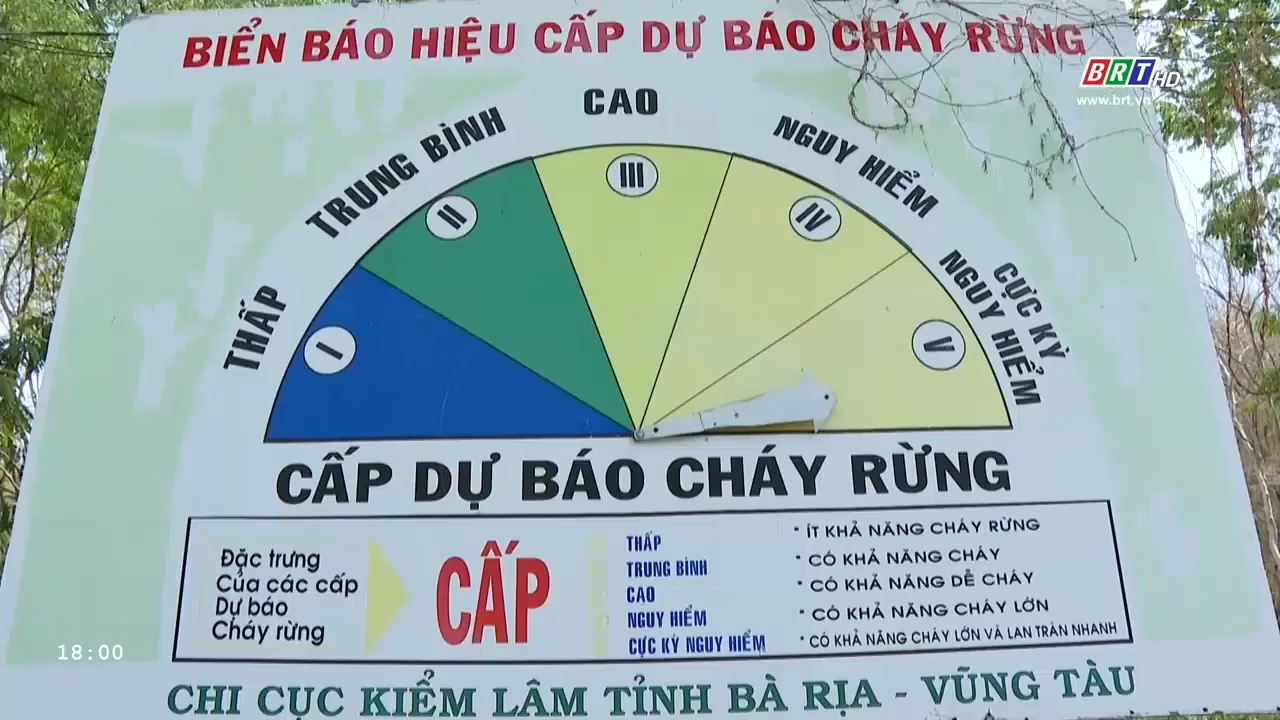 BIỂN BÁO HIỆU CẤP DỰ BÁO CHÁY RỪNG
BRT HD
www.brt.vn
CAO
TRUNG BÌNH
NGUY HIỂM
THẤP
CỰC KỲ
NGUY HIỂM
I
II
III
IV
V
CẤP DỰ BÁO CHÁY RỪNG
Đặc trưng
Của các cấp
Dự báo
Cháy rừng
CẤP
THẤP
TRUNG BÌNH
CAO
NGUY HIỂM
CỰC KỲ NGUY HIỂM
* ÍT KHẢ NĂNG CHÁY RỪNG
* CÓ KHẢ NĂNG CHÁY
* CÓ KHẢ NĂNG DỄ CHÁY
* CÓ KHẢ NĂNG CHÁY LỚN
* CÓ KHẢ NĂNG CHÁY LỚN VÀ LAN TRÀN NHANH
18:00
CHI CỤC KIỂM LÂM TỈNH BÀ RỊA - VŨNG TÀU